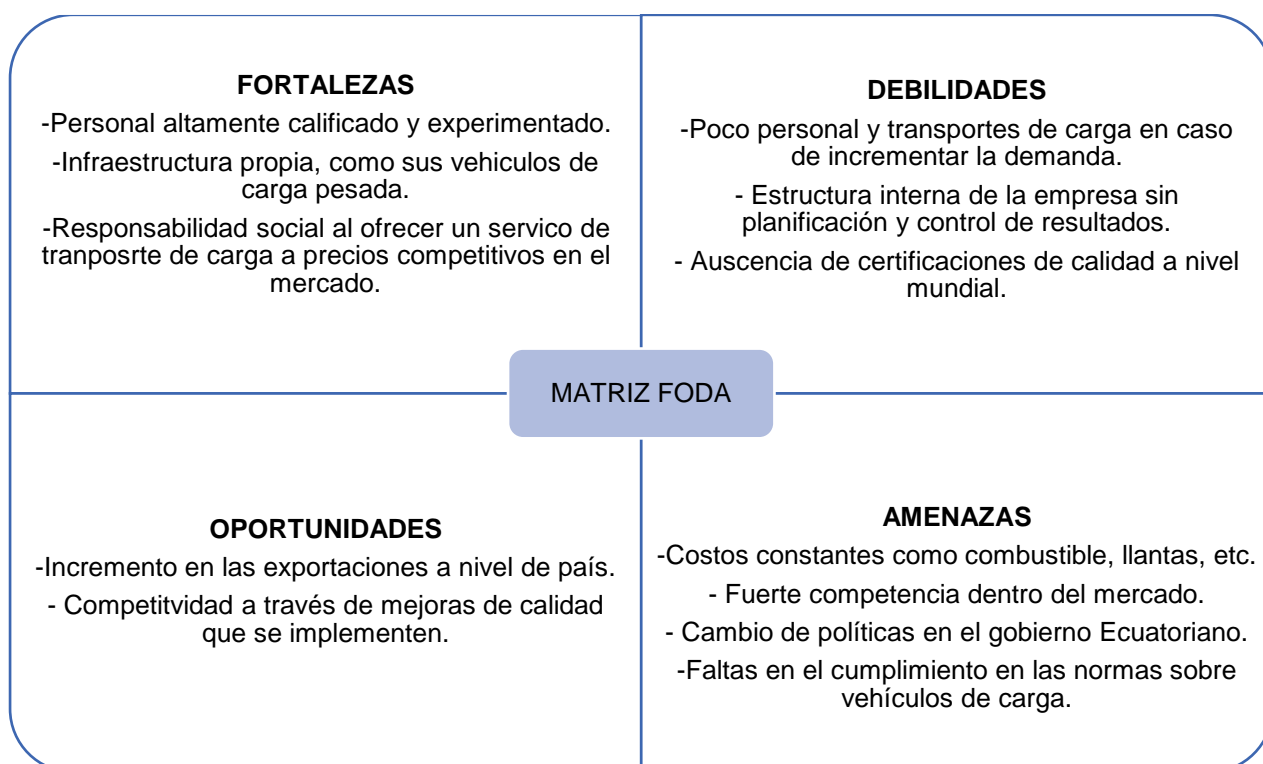 FORTALEZAS
-Personal altamente calificado y experimentado.
-Infraestructura propia, como sus vehiculos de
carga pesada.
-Responsabilidad social al ofrecer un servico de
tranposrte de carga a precios competitivos en el
mercado.
DEBILIDADES
-Poco personal y transportes de carga en caso
de incrementar la demanda.
- Estructura interna de la empresa sin
planificación y control de resultados.
- Auscencia de certificaciones de calidad a nivel
mundial.
MATRIZ FODA
OPORTUNIDADES
-Incremento en las exportaciones a nivel de país.
- Competitvidad a través de mejoras de calidad
que se implementen.
AMENAZAS
-Costos constantes como combustible, llantas, etc.
- Fuerte competencia dentro del mercado.
- Cambio de políticas en el gobierno Ecuatoriano.
-Faltas en el cumplimiento en las normas sobre
vehículos de carga.